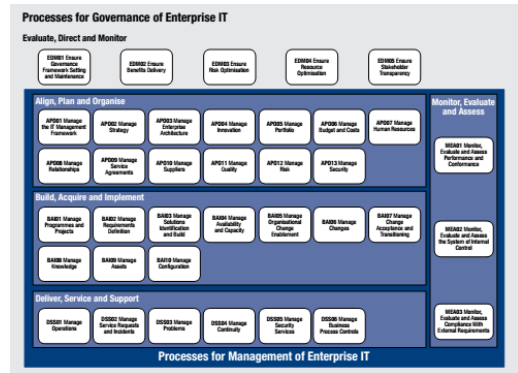 Processes for Governance of Enterprise IT
Evaluate, Direct and Monitor
EDM01 Ensure
Governance
Framework Setting
and Maintenance
EDM02 Ensure
Benefits Delivery
EDM03 Ensure
Risk Optimisation
EDM04 Ensure
Resource
Optimisation
EDM05 Ensure
Stakeholder
Transparency
Align, Plan and Organise
APO01 Manage
the IT Management
Framework
APO02 Manage
Strategy
APO03 Manage
Enterprise
Architecture
APO04 Manage
Innovation
APO05 Manage
Portfolio
APO06 Manage
Budget and Costs
APO07 Manage
Human Resources
APO08 Manage
Relationships
APO09 Manage
Service
Agreements
APO10 Manage
Suppliers
APO11 Manage
Quality
APO12 Manage
Risk
APO13 Manage
Security
Build, Acquire and Implement
BAI01 Manage
Programmes and
Projects
BAI02 Manage
Requirements
Definition
BAI03 Manage
Solutions
Identification
and Build
BAI04 Manage
Availability
and Capacity
BAI05 Manage
Organisational
Change
Enablement
BAI06 Manage
Changes
BAI07 Manage
Change
Acceptance and
Transitioning
BAI08 Manage
Knowledge
BAI09 Manage
Assets
BAI10 Manage
Configuration
Deliver, Service and Support
DSS01 Manage
Operations
DSS02 Manage
Service Requests
and Incidents
DSS03 Manage
Problems
DSS04 Manage
Continuity
DSS05 Manage
Security
Services
DSS06 Manage
Business
Process Controls
Monitor, Evaluate
and Assess
MEA01 Monitor,
Evaluate and Assess
Performance and
Conformance
MEA02 Monitor,
Evaluate and Assess
the System of Internal
Control
MEA03 Monitor,
Evaluate and Assess
Compliance With
External Requirements
Processes for Management of Enterprise IT